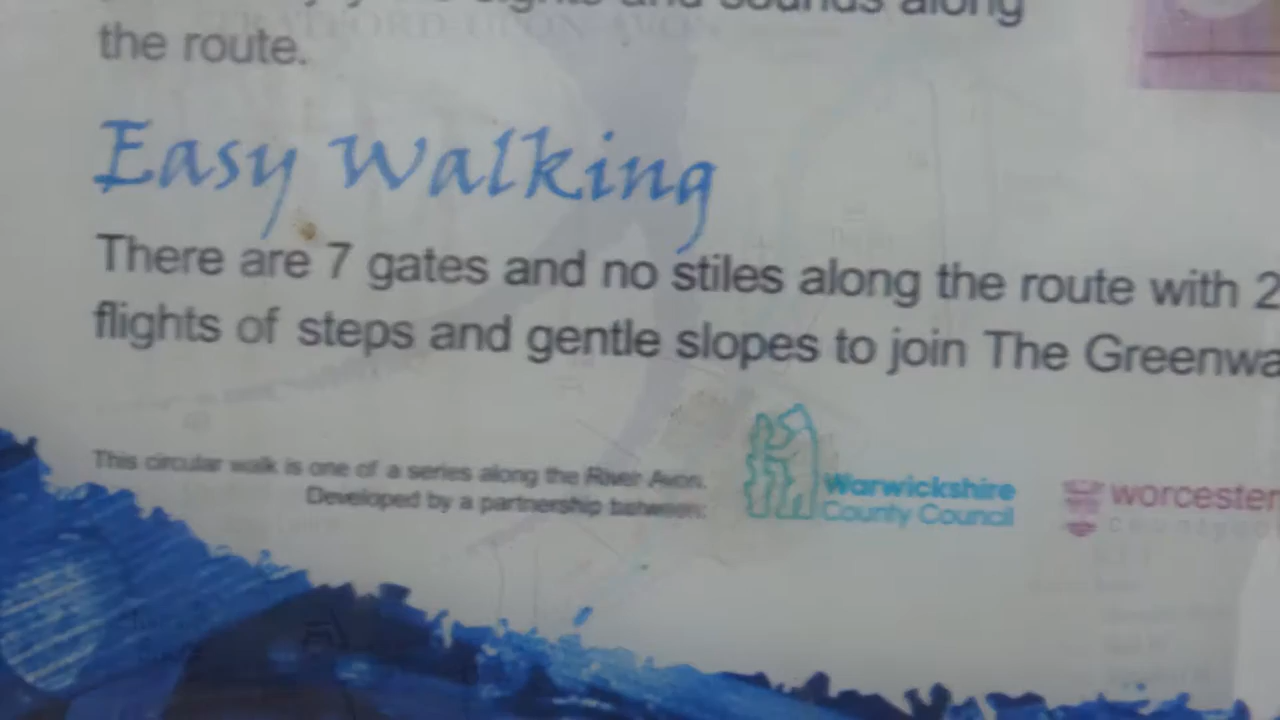 sounds along
the route.
Easy Walking
There are 7 gates and no stiles along the route with 2
flights of steps and gentle slopes to join The Greenwa
This circular walk is one of a series along the River Avon.
Developed by a partnership between:
Warwickshire
County Council
worcester